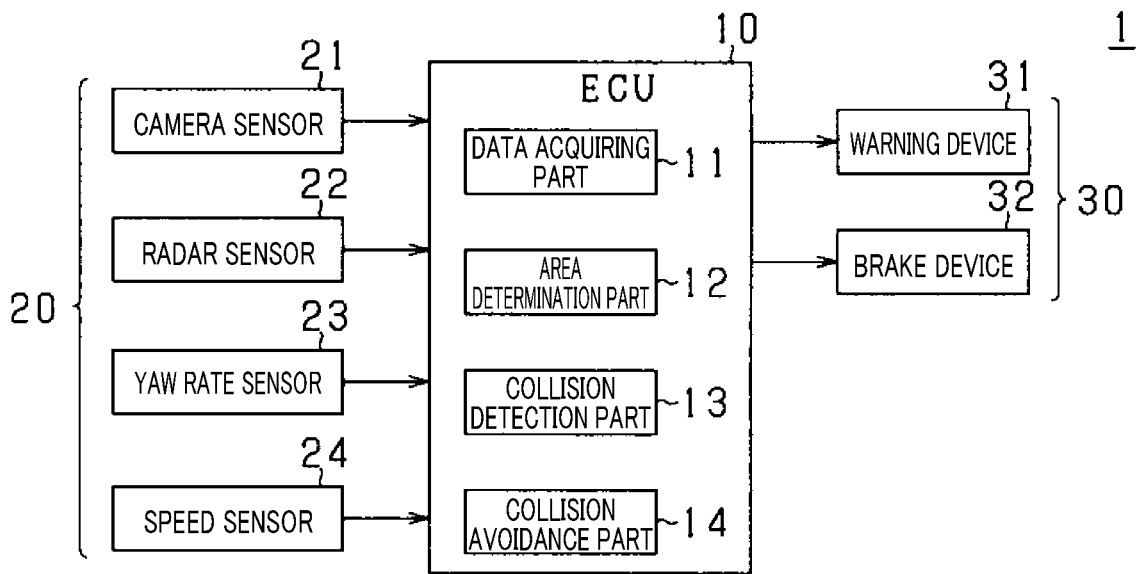 1
20
21
CAMERA SENSOR
22
RADAR SENSOR
23
YAW RATE SENSOR
24
SPEED SENSOR
10
ECU
DATA ACQUIRING
PART
11
AREA
DETERMINATION PART
12
COLLISION
DETECTION PART
13
COLLISION
AVOIDANCE PART
14
31
WARNING DEVICE
32
BRAKE DEVICE
30